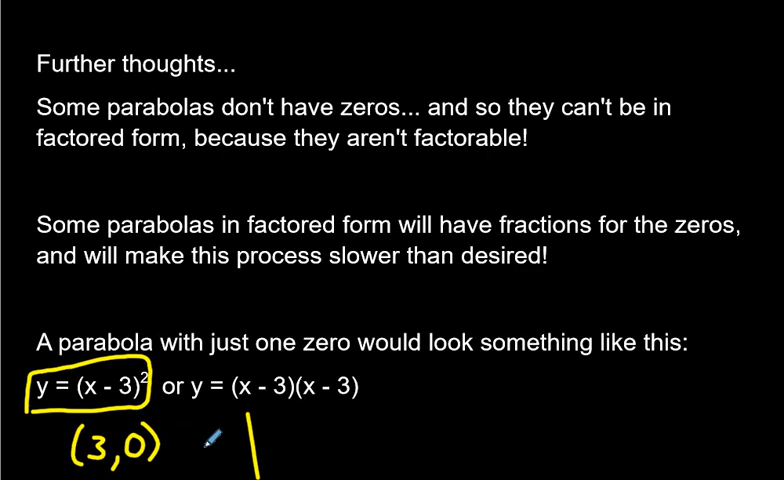 Further thoughts...
Some parabolas don't have zeros... and so they can't be in
factored form, because they aren't factorable!
Some parabolas in factored form will have fractions for the zeros,
and will make this process slower than desired!
A parabola with just one zero would look something like this:
y = (x - 3)² or y = (x - 3)(x - 3)
(3,0)